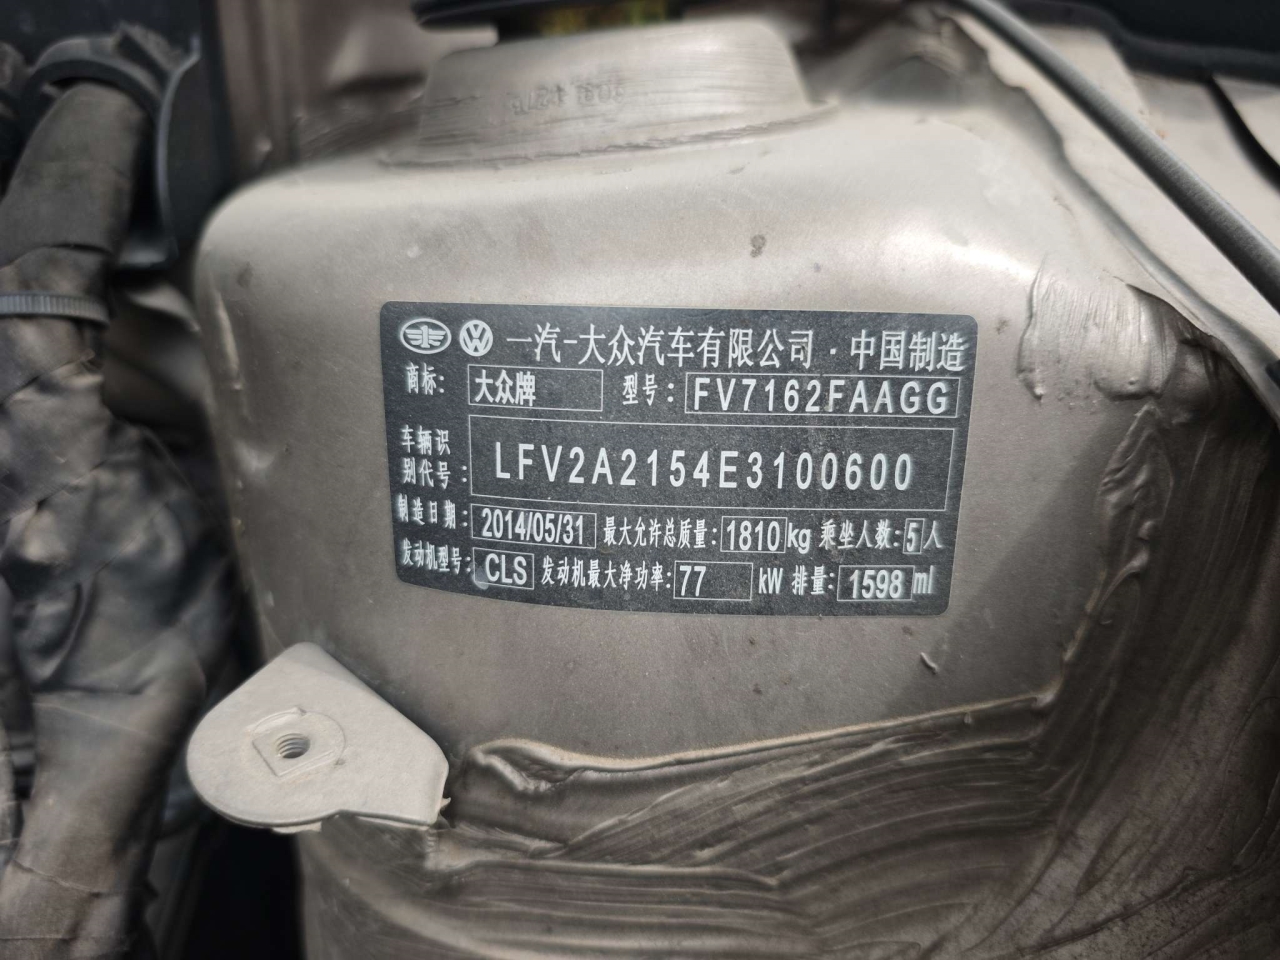 一汽-大众汽车有限公司·中国制造
商标: 大众牌 型号: FV7162FAAGG
车辆识别代号: LFV2A2154E3100600
制造日期: 2014/05/31 最大允许总质量: 1810 kg 乘坐人数: 5 人
发动机型号: CLS 发动机最大净功率: 77 kW 排量: 1598 ml